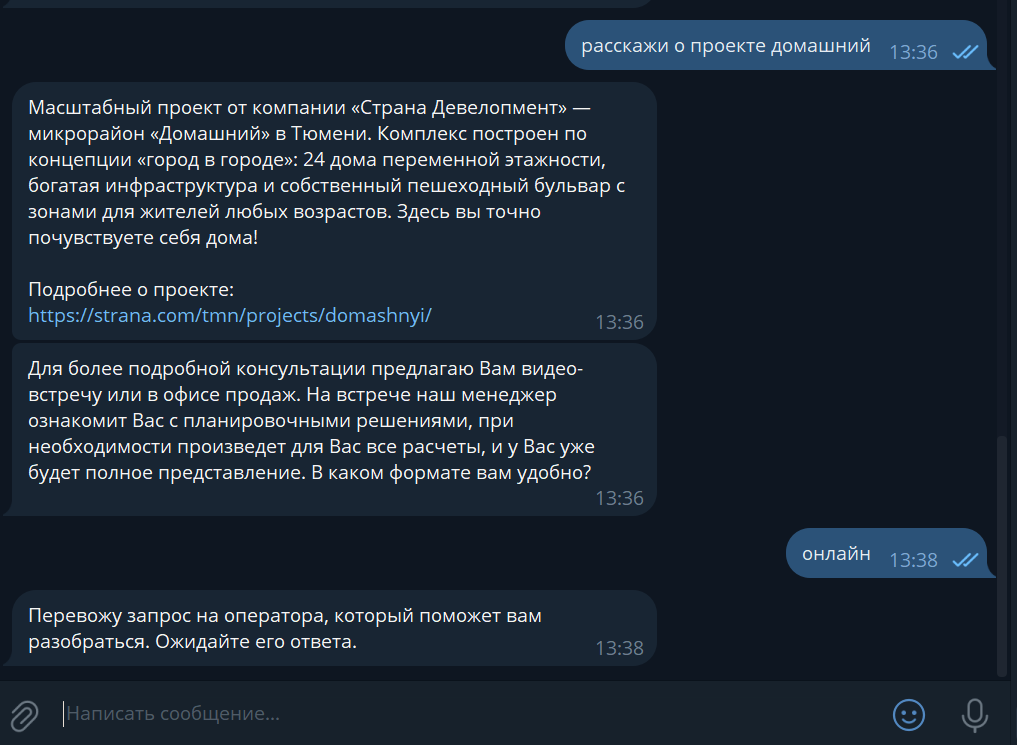 расскажи о проекте домашний 13:36
Масштабный проект от компании «Страна Девелопмент» —
микрорайон «Домашний» в Тюмени. Комплекс построен по
концепции «город в городе»: 24 дома переменной этажности,
богатая инфраструктура и собственный пешеходный бульвар с
зонами для жителей любых возрастов. Здесь вы точно
почувствуете себя дома!
Подробнее о проекте:
https://strana.com/tmn/projects/domashnyi/ 13:36
Для более подробной консультации предлагаю Вам видео-
встречу или в офисе продаж. На встрече наш менеджер
ознакомит Вас с планировочными решениями, при
необходимости произведет для Вас все расчеты, и у Вас уже
будет полное представление. В каком формате вам удобно?
13:36
онлайн 13:38
Перевожу запрос на оператора, который поможет вам
разобраться. Ожидайте его ответа. 13:38
Написать сообщение...